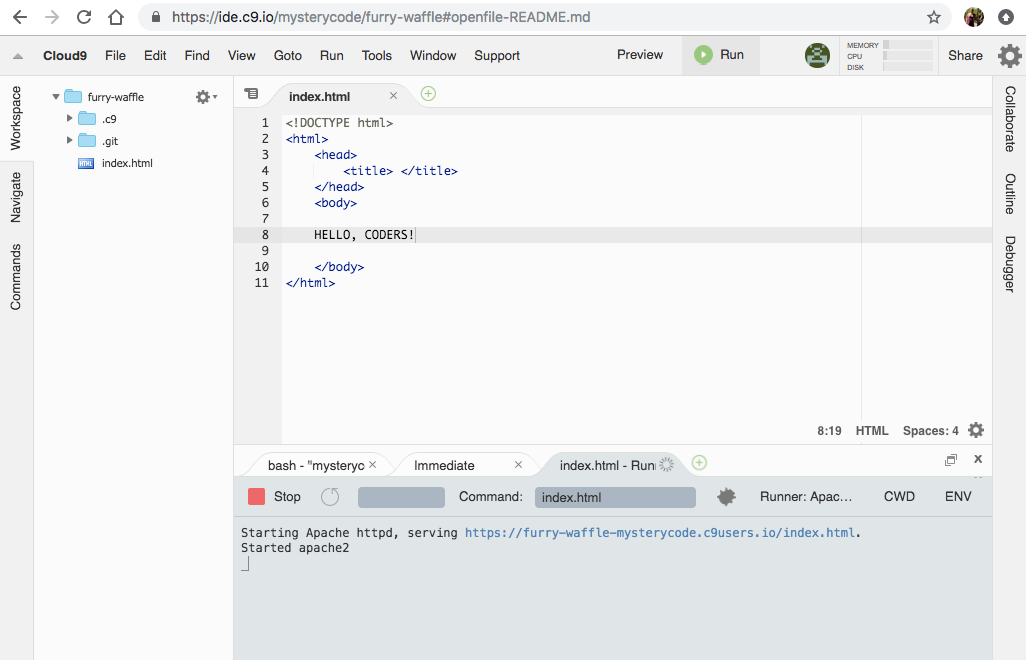 https://ide.c9.io/mysterycode/furry-waffle#openfile-README.md
Cloud9 File Edit Find View Goto Run Tools Window Support Preview Run MEMORY CPU DISK Share
Workspace
Navigate
Commands
furry-waffle
.c9
.git
HTML index.html
index.html
1 <!DOCTYPE html>
2 <html>
3 <head>
4 <title> </title>
5 </head>
6 <body>
7
8 HELLO, CODERS!
9
10 </body>
11 </html>
8:19 HTML Spaces: 4
Collaborate
Outline
Debugger
bash - "mysteryc Immediate index.html - Run
Stop Command: index.html Runner: Apac... CWD ENV
Starting Apache httpd, serving https://furry-waffle-mysterycode.c9users.io/index.html.
Started apache2